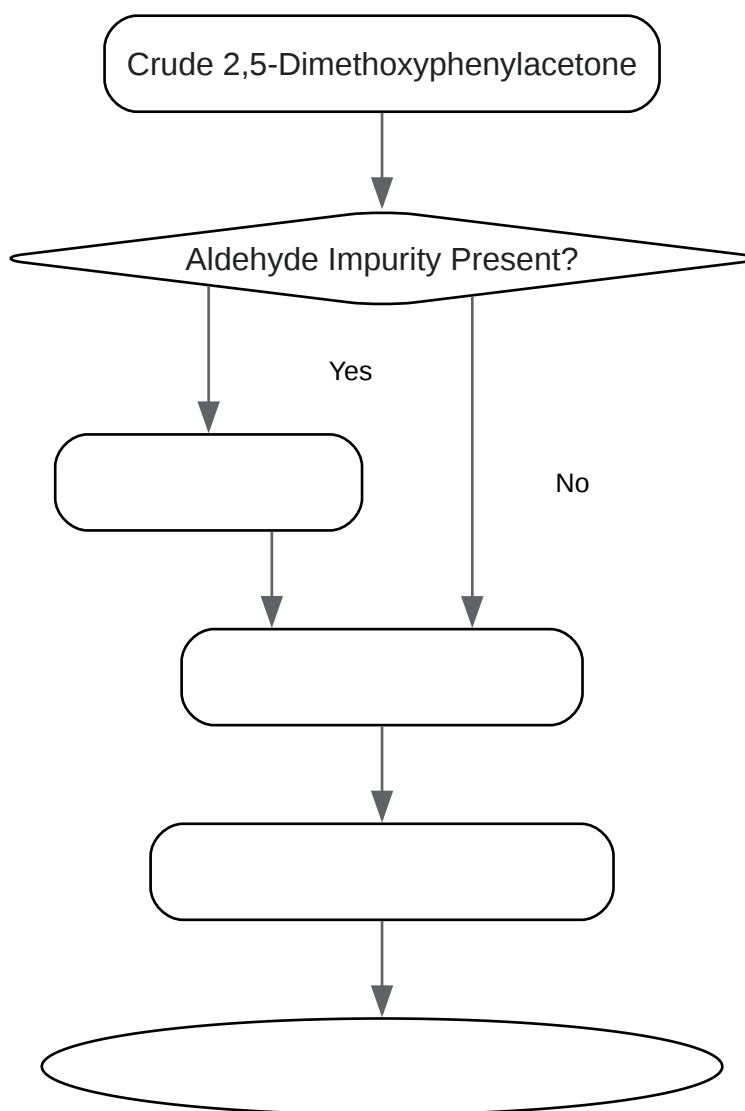 Crude 2,5-Dimethoxyphenylacetone
Aldehyde Impurity Present?
Yes
No